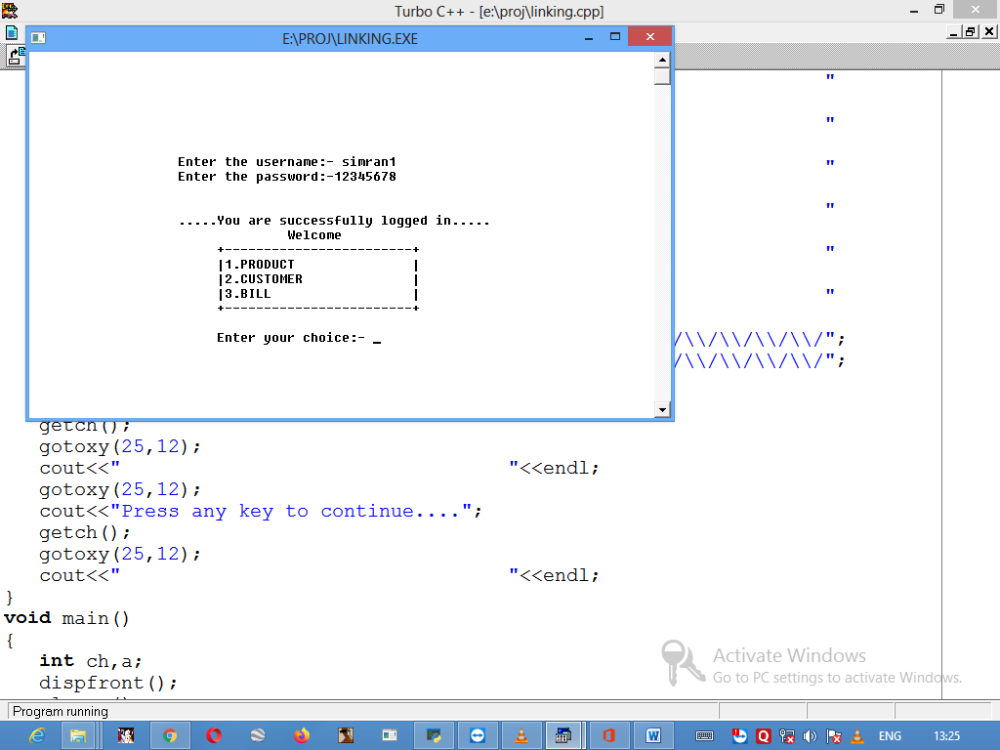 Turbo C++ - [e:\proj\linking.cpp]
E:\PROJ\LINKING.EXE
"
"
"
"
"
"
Enter the username:- simran1
Enter the password:-12345678
.....You are successfully logged in.....
Welcome
+------------------------+
|1.PRODUCT |
|2.CUSTOMER |
|3.BILL |
+------------------------+
Enter your choice:- _
/\\/\\/\\/\\/";
/\\/\\/\\/\\/";
getch();
gotoxy(25,12);
cout<<" "<<endl;
gotoxy(25,12);
cout<<"Press any key to continue....";
getch();
gotoxy(25,12);
cout<<" "<<endl;
}
void main()
{
int ch,a;
dispfront();
Activate Windows
Go to PC settings to activate Windows.
Program running
ENG 13:25